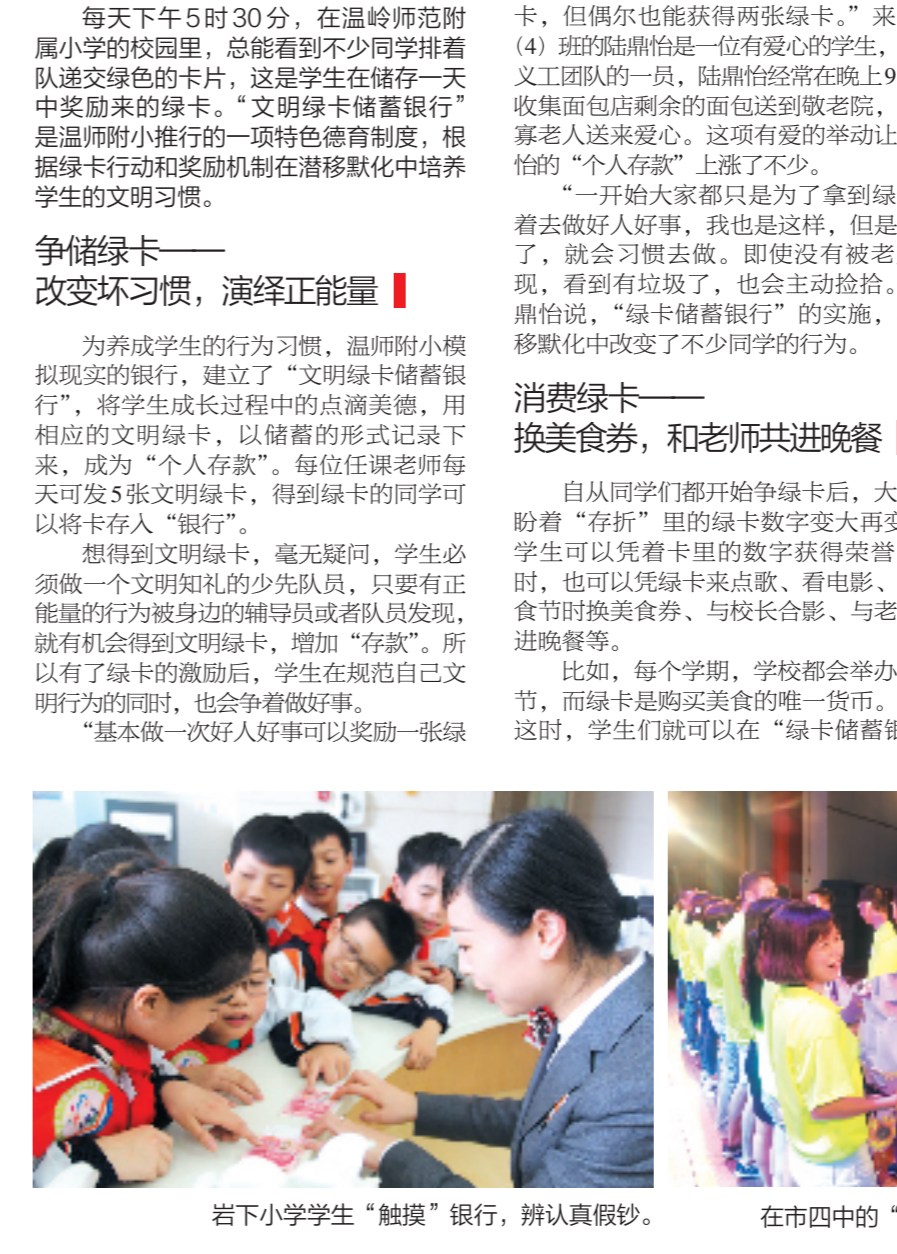 每天下午5时30分，在温岭师范附
属小学的校园里，总能看到不少同学排着
队递交绿色的卡片，这是学生在储存一天
中奖励来的绿卡。“文明绿卡储蓄银行”
是温师附小推行的一项特色德育制度，根
据绿卡行动和奖励机制在潜移默化中培养
学生的文明习惯。
争储绿卡——
改变坏习惯，演绎正能量
为养成学生的行为习惯，温师附小模
拟现实的银行，建立了“文明绿卡储蓄银
行”，将学生成长过程中的点滴美德，用
相应的文明绿卡，以储蓄的形式记录下
来，成为“个人存款”。每位任课老师每
天可发5张文明绿卡，得到绿卡的同学可
以将卡存入“银行”。
想得到文明绿卡，毫无疑问，学生必
须做一个文明知礼的少先队员，只要有正
能量的行为被身边的辅导员或者队员发现，
就有机会得到文明绿卡，增加“存款”。所
以有了绿卡的激励后，学生在规范自己文
明行为的同时，也会争着做好事。
“基本做一次好人好事可以奖励一张绿
卡，但偶尔也能获得两张绿卡。”来
（4）班的陆鼎怡是一位有爱心的学生，
义工团队的一员，陆鼎怡经常在晚上9
收集面包店剩余的面包送到敬老院，
寡老人送来爱心。这项有爱的举动让
怡的“个人存款”上涨了不少。
“一开始大家都只是为了拿到绿
着去做好人好事，我也是这样，但是
了，就会习惯去做。即使没有被老
现，看到有垃圾了，也会主动捡拾。
鼎怡说，“绿卡储蓄银行”的实施，
移默化中改变了不少同学的行为。
消费绿卡——
换美食券，和老师共进晚餐
自从同学们都开始争绿卡后，大
盼着“存折”里的绿卡数字变大再变
学生可以凭着卡里的数字获得荣誉
时，也可以凭绿卡来点歌、看电影、
食节时换美食券、与校长合影、与老
进晚餐等。
比如，每个学期，学校都会举办
节，而绿卡是购买美食的唯一货币。
这时，学生们就可以在“绿卡储蓄银
岩下小学学生“触摸”银行，辨认真假钞。
在市四中的“